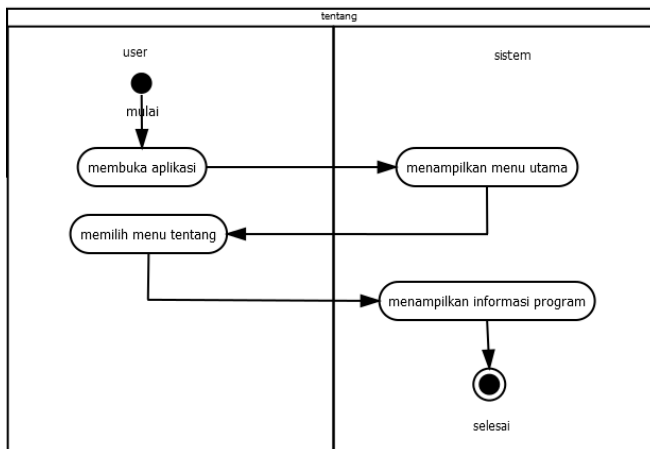 tentang
user
sistem
mulai
membuka aplikasi
menampilkan menu utama
memilih menu tentang
menampilkan informasi program
selesai